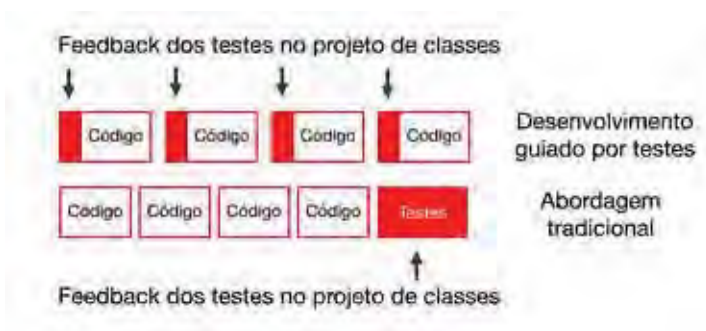 Feedback dos testes no projeto de classes
Código Código Código Código
Desenvolvimento
guiado por testes
Código Código Código Código Testes
Abordagem
tradicional
Feedback dos testes no projeto de classes